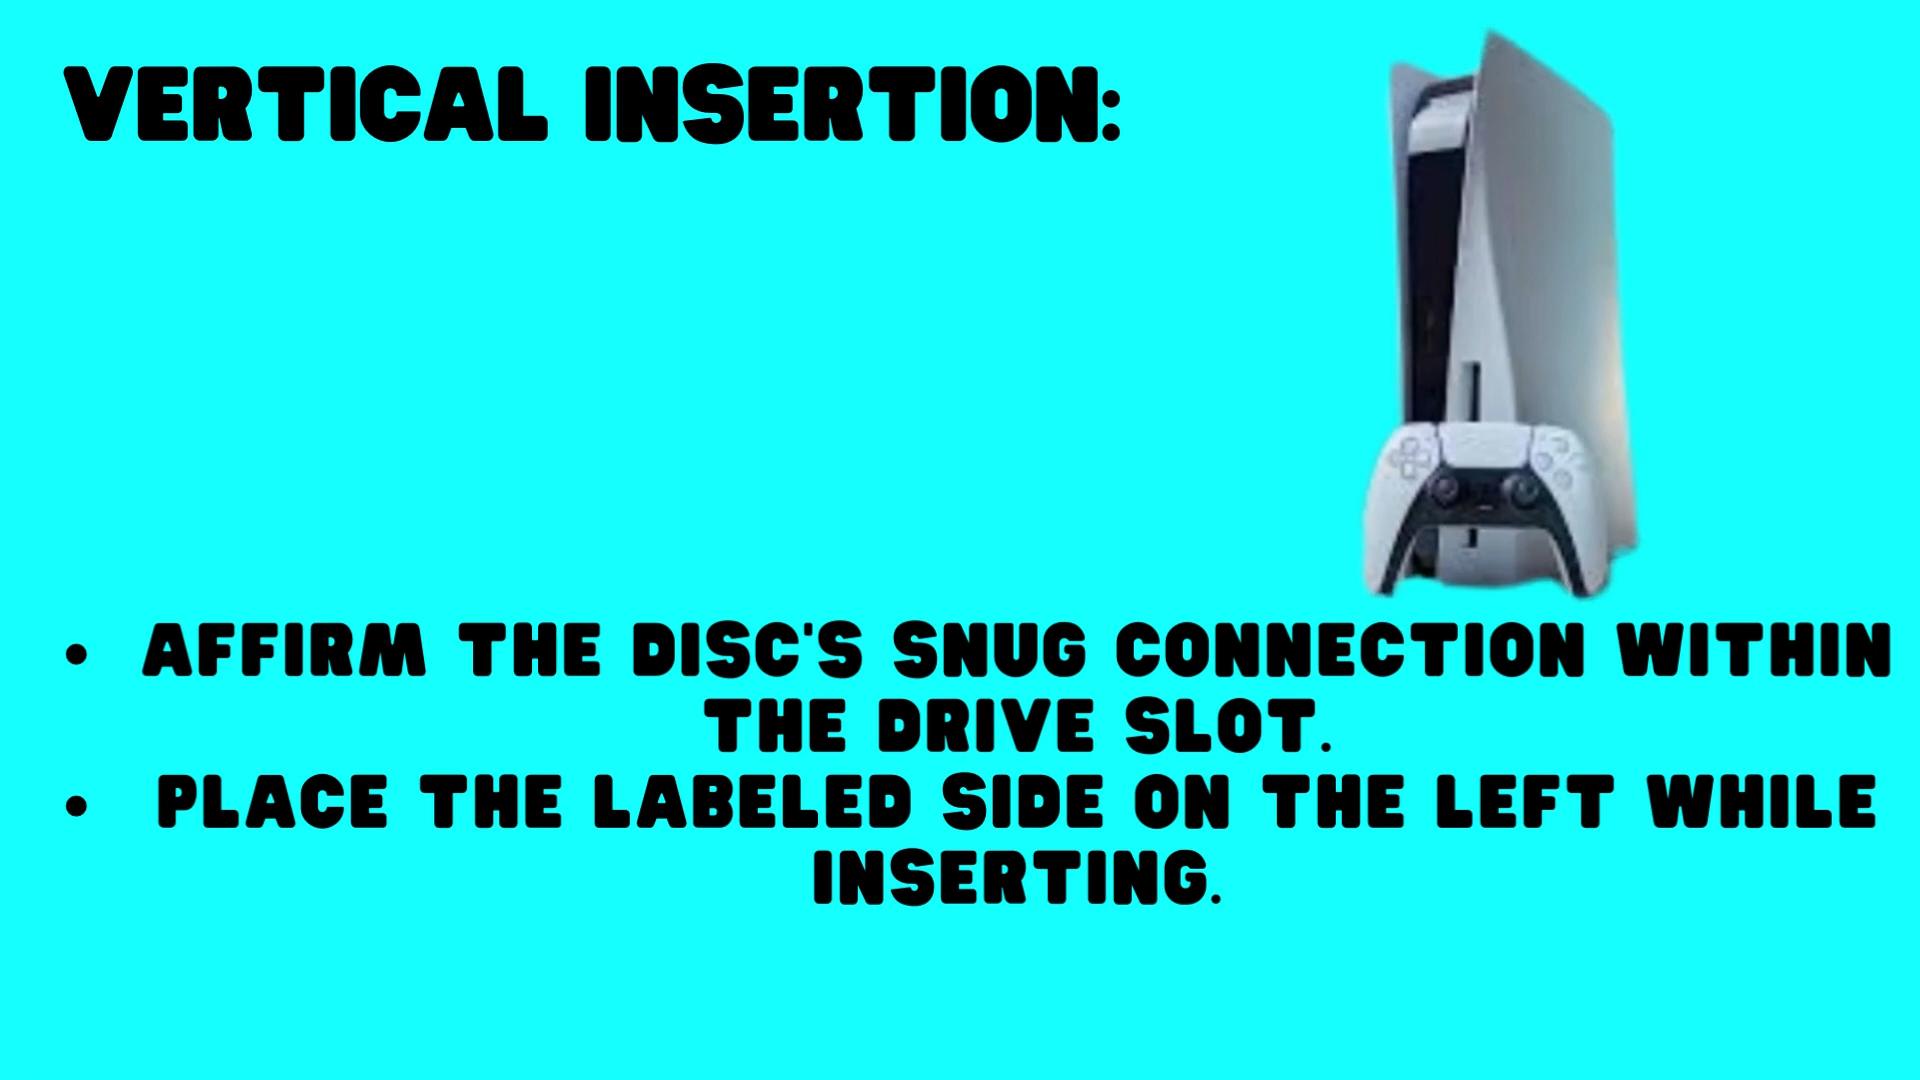 VERTICAL INSERTION:
• AFFIRM THE DISC'S SNUG CONNECTION WITHIN
THE DRIVE SLOT.
• PLACE THE LABELED SIDE ON THE LEFT WHILE
INSERTING.